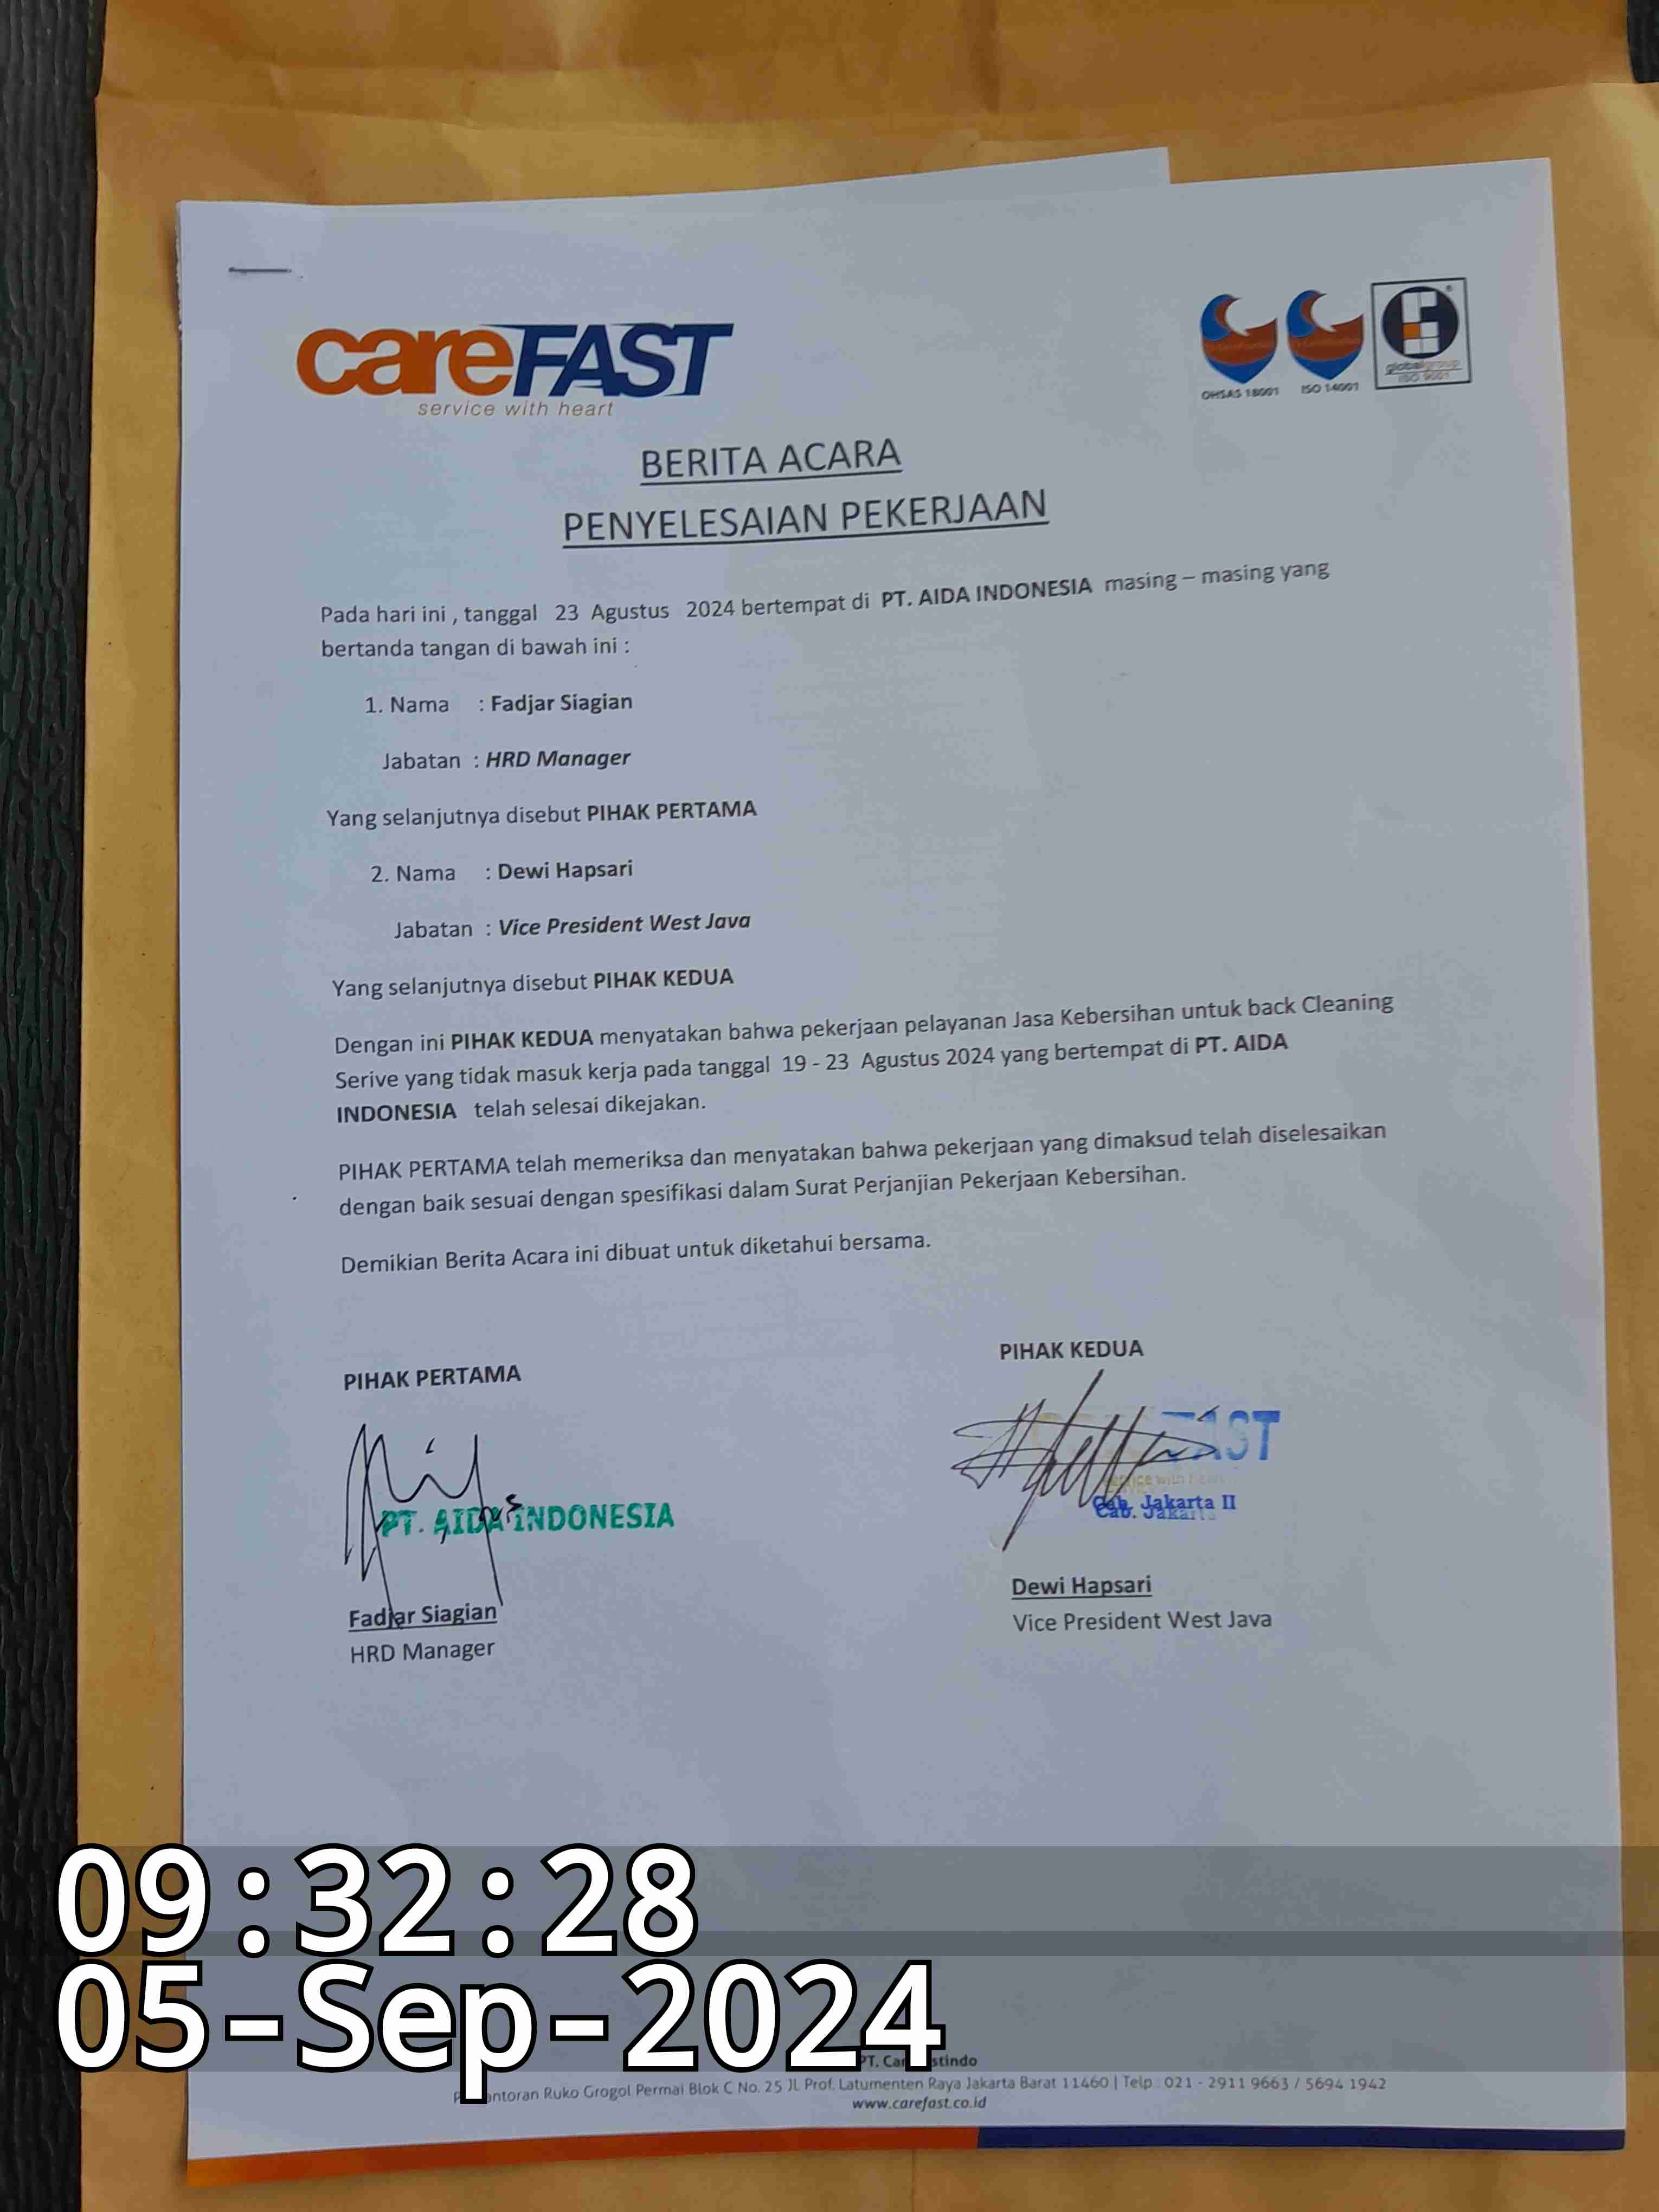 careFAST
service with heart
OHSAS 18001
ISO 14001
globalgroup
ISO 9001
BERITA ACARA
PENYELESAIAN PEKERJAAN
Pada hari ini , tanggal 23 Agustus 2024 bertempat di PT. AIDA INDONESIA masing – masing yang
bertanda tangan di bawah ini :
1. Nama : Fadjar Siagian
Jabatan : HRD Manager
Yang selanjutnya disebut PIHAK PERTAMA
2. Nama : Dewi Hapsari
Jabatan : Vice President West Java
Yang selanjutnya disebut PIHAK KEDUA
Dengan ini PIHAK KEDUA menyatakan bahwa pekerjaan pelayanan Jasa Kebersihan untuk back Cleaning
Serive yang tidak masuk kerja pada tanggal 19 - 23 Agustus 2024 yang bertempat di PT. AIDA
INDONESIA telah selesai dikejakan.
PIHAK PERTAMA telah memeriksa dan menyatakan bahwa pekerjaan yang dimaksud telah diselesaikan
dengan baik sesuai dengan spesifikasi dalam Surat Perjanjian Pekerjaan Kebersihan.
Demikian Berita Acara ini dibuat untuk diketahui bersama.
PIHAK PERTAMA
PIHAK KEDUA
PT. AIDA INDONESIA
FAST
service with
Cab. Jakarta II
Fadjar Siagian
HRD Manager
Dewi Hapsari
Vice President West Java
09:32:28
05-Sep-2024
PT.
Ruko Grogol Permai Blok C No. 25 Jl. Prof. Latumenten Raya Jakarta Barat 11460 | Telp : 021 - 2911 9663 / 5694 1942
www.carefast.co.id